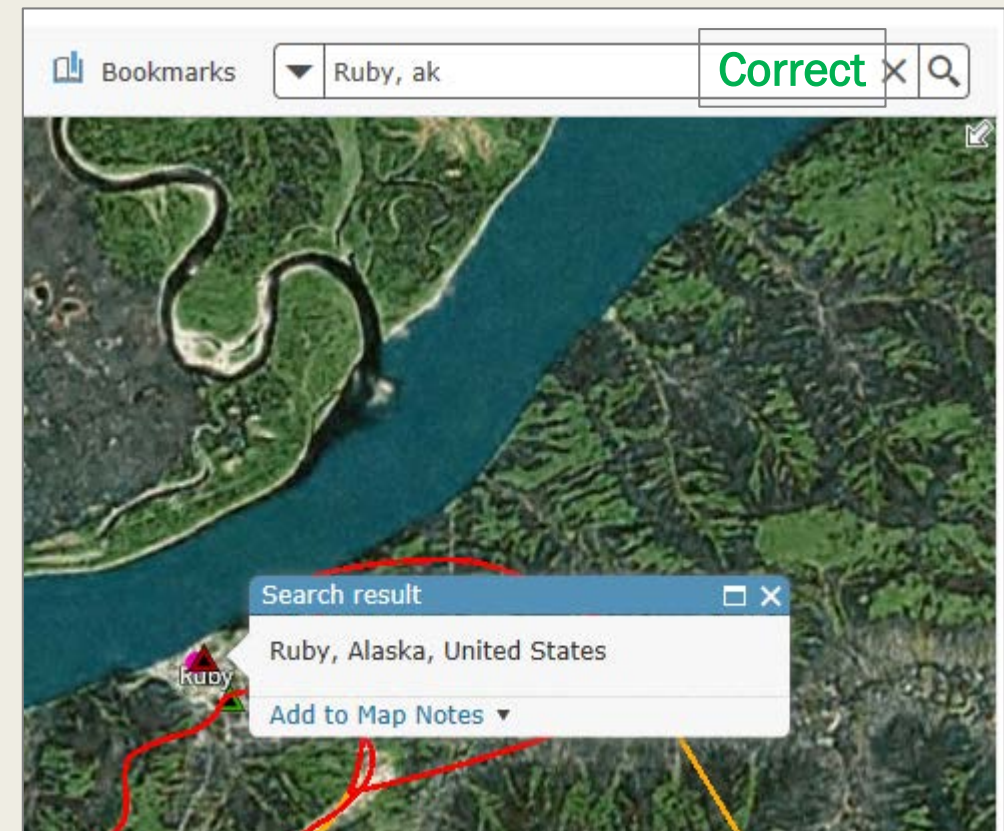 Bookmarks
Ruby, ak
Correct
Search result
Ruby, Alaska, United States
Add to Map Notes
Ruby